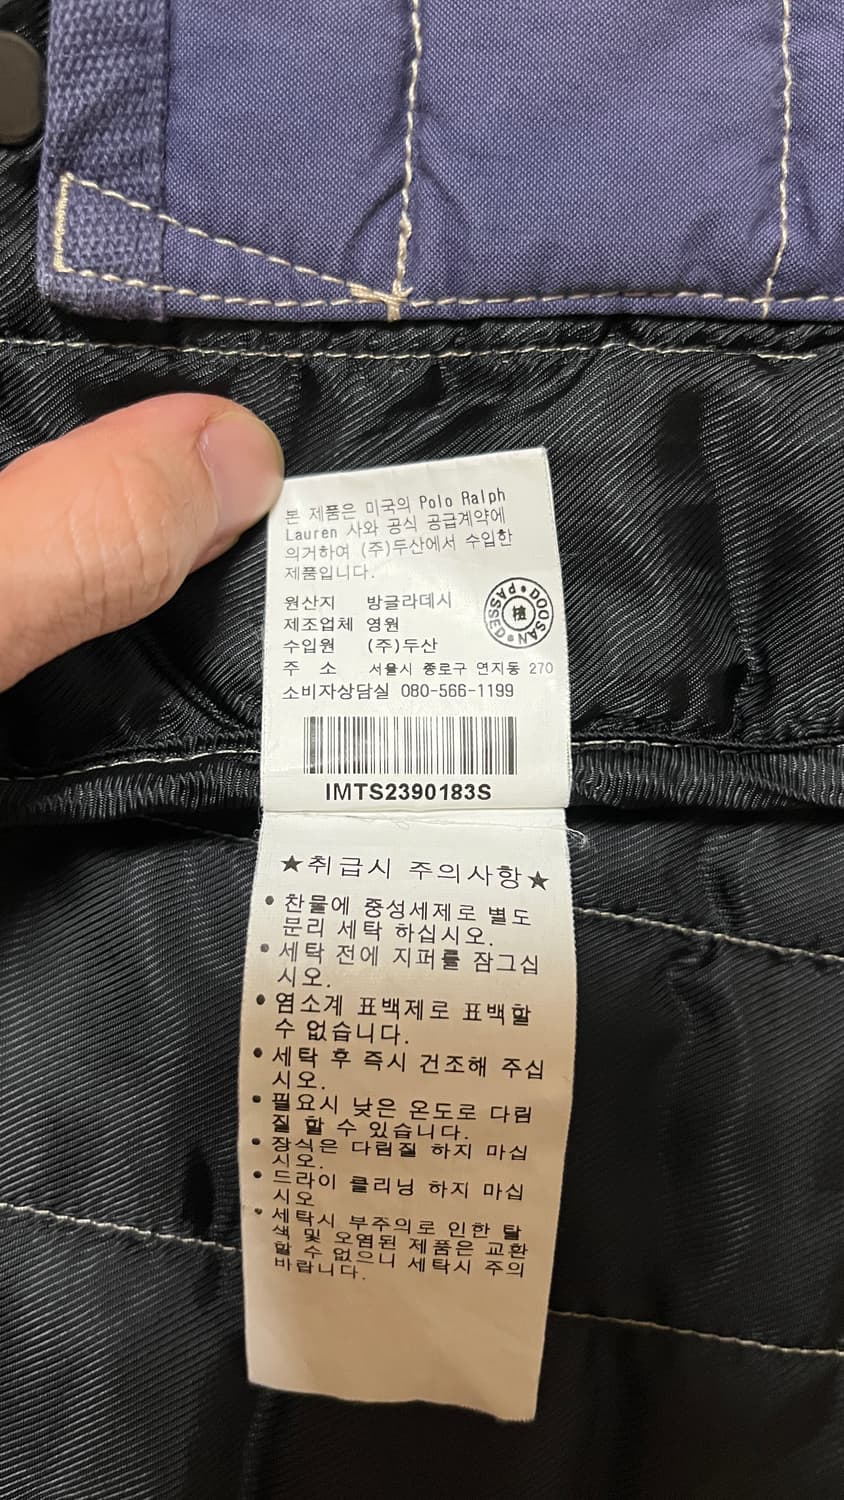 본 제품은 미국의 Polo Ralph
Lauren 사와 공식 공급계약에
의거하여 (주)두산에서 수입한
제품입니다.
원산지 방글라데시
제조업체 영원
수입원 (주)두산
주 소 서울시 종로구 연지동 270
소비자상담실 080-566-1199
DOOSAN PASSED
檢
IMTS2390183S
★취급시 주의사항★
• 찬물에 중성세제로 별도
분리 세탁 하십시오.
• 세탁 전에 지퍼를 잠그십
시오.
• 염소계 표백제로 표백할
수 없습니다.
• 세탁 후 즉시 건조해 주십
시오.
• 필요시 낮은 온도로 다림
질 할 수 있습니다.
• 장식은 다림질 하지 마십
시오.
• 드라이 클리닝 하지 마십
시오
• 세탁시 부주의로 인한 탈
색 및 오염된 제품은 교환
할 수 없으니 세탁시 주의
바랍니다.